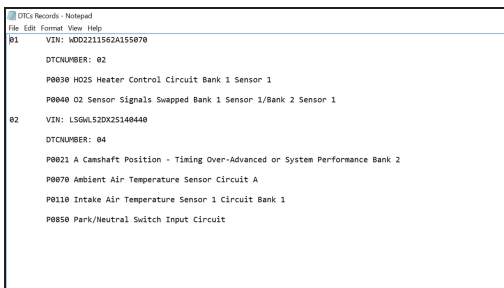 DTCs Records - Notepad
File Edit Format View Help
01 VIN: WDD2211562A155070
DTCNUMBER: 02
P0030 HO2S Heater Control Circuit Bank 1 Sensor 1
P0040 O2 Sensor Signals Swapped Bank 1 Sensor 1/Bank 2 Sensor 1
02 VIN: LSGWL52DX2S140440
DTCNUMBER: 04
P0021 A Camshaft Position - Timing Over-Advanced or System Performance Bank 2
P0070 Ambient Air Temperature Sensor Circuit A
P0110 Intake Air Temperature Sensor 1 Circuit Bank 1
P0850 Park/Neutral Switch Input Circuit